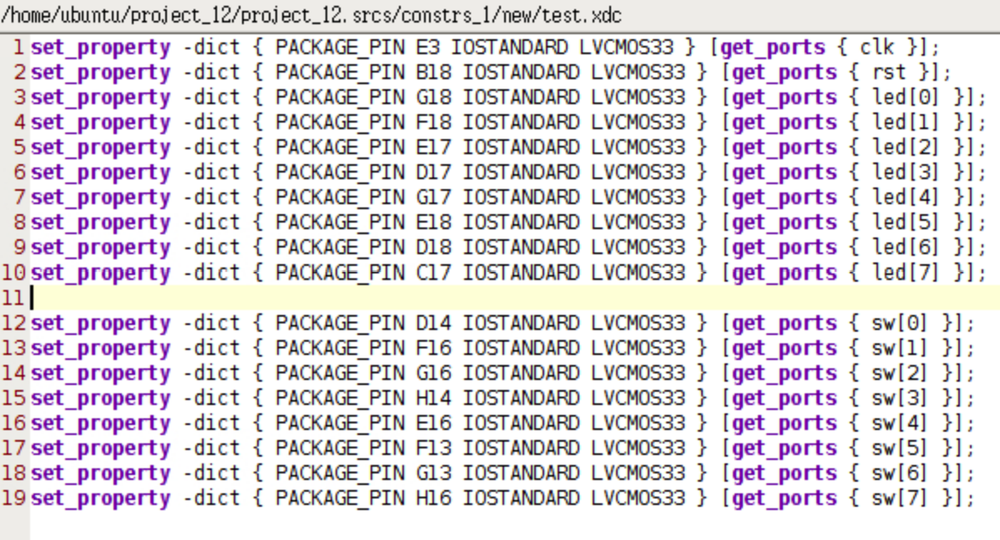 /home/ubuntu/project_12/project_12.srcs/constrs_1/new/test.xdc
1 set_property -dict { PACKAGE_PIN E3 IOSTANDARD LVCMOS33 } [get_ports { clk }];
2 set_property -dict { PACKAGE_PIN B18 IOSTANDARD LVCMOS33 } [get_ports { rst }];
3 set_property -dict { PACKAGE_PIN G18 IOSTANDARD LVCMOS33 } [get_ports { led[0] }];
4 set_property -dict { PACKAGE_PIN F18 IOSTANDARD LVCMOS33 } [get_ports { led[1] }];
5 set_property -dict { PACKAGE_PIN E17 IOSTANDARD LVCMOS33 } [get_ports { led[2] }];
6 set_property -dict { PACKAGE_PIN D17 IOSTANDARD LVCMOS33 } [get_ports { led[3] }];
7 set_property -dict { PACKAGE_PIN G17 IOSTANDARD LVCMOS33 } [get_ports { led[4] }];
8 set_property -dict { PACKAGE_PIN E18 IOSTANDARD LVCMOS33 } [get_ports { led[5] }];
9 set_property -dict { PACKAGE_PIN D18 IOSTANDARD LVCMOS33 } [get_ports { led[6] }];
10 set_property -dict { PACKAGE_PIN C17 IOSTANDARD LVCMOS33 } [get_ports { led[7] }];
11
12 set_property -dict { PACKAGE_PIN D14 IOSTANDARD LVCMOS33 } [get_ports { sw[0] }];
13 set_property -dict { PACKAGE_PIN F16 IOSTANDARD LVCMOS33 } [get_ports { sw[1] }];
14 set_property -dict { PACKAGE_PIN G16 IOSTANDARD LVCMOS33 } [get_ports { sw[2] }];
15 set_property -dict { PACKAGE_PIN H14 IOSTANDARD LVCMOS33 } [get_ports { sw[3] }];
16 set_property -dict { PACKAGE_PIN E16 IOSTANDARD LVCMOS33 } [get_ports { sw[4] }];
17 set_property -dict { PACKAGE_PIN F13 IOSTANDARD LVCMOS33 } [get_ports { sw[5] }];
18 set_property -dict { PACKAGE_PIN G13 IOSTANDARD LVCMOS33 } [get_ports { sw[6] }];
19 set_property -dict { PACKAGE_PIN H16 IOSTANDARD LVCMOS33 } [get_ports { sw[7] }];